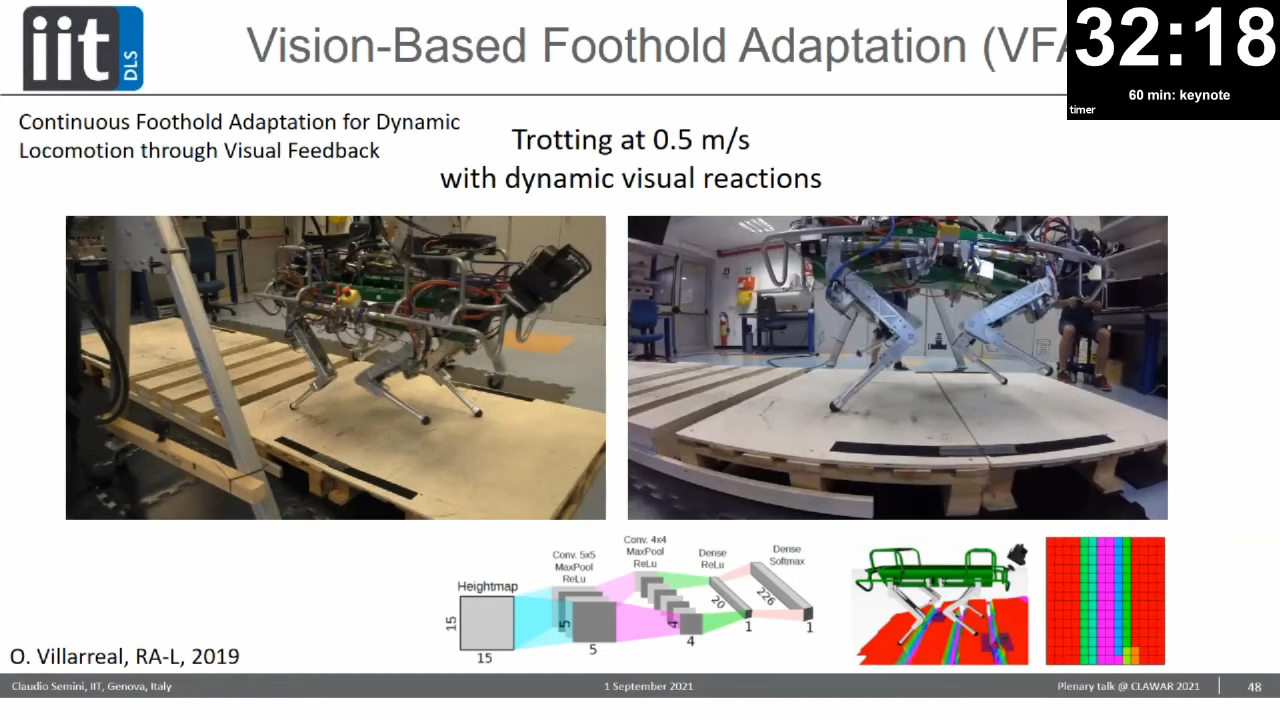 iit
DLS
Vision-Based Foothold Adaptation (VFA
32:18
60 min: keynote
timer
Continuous Foothold Adaptation for Dynamic
Locomotion through Visual Feedback
Trotting at 0.5 m/s
with dynamic visual reactions
Heightmap
15
15
Conv. 5x5
MaxPool
ReLu
5
5
Conv. 4x4
MaxPool
ReLu
4
4
Dense
ReLu
20
1
Dense
Softmax
226
1
O. Villarreal, RA-L, 2019
Claudio Semini, IIT, Genova, Italy
1 September 2021
Plenary talk @ CLAWAR 2021
48